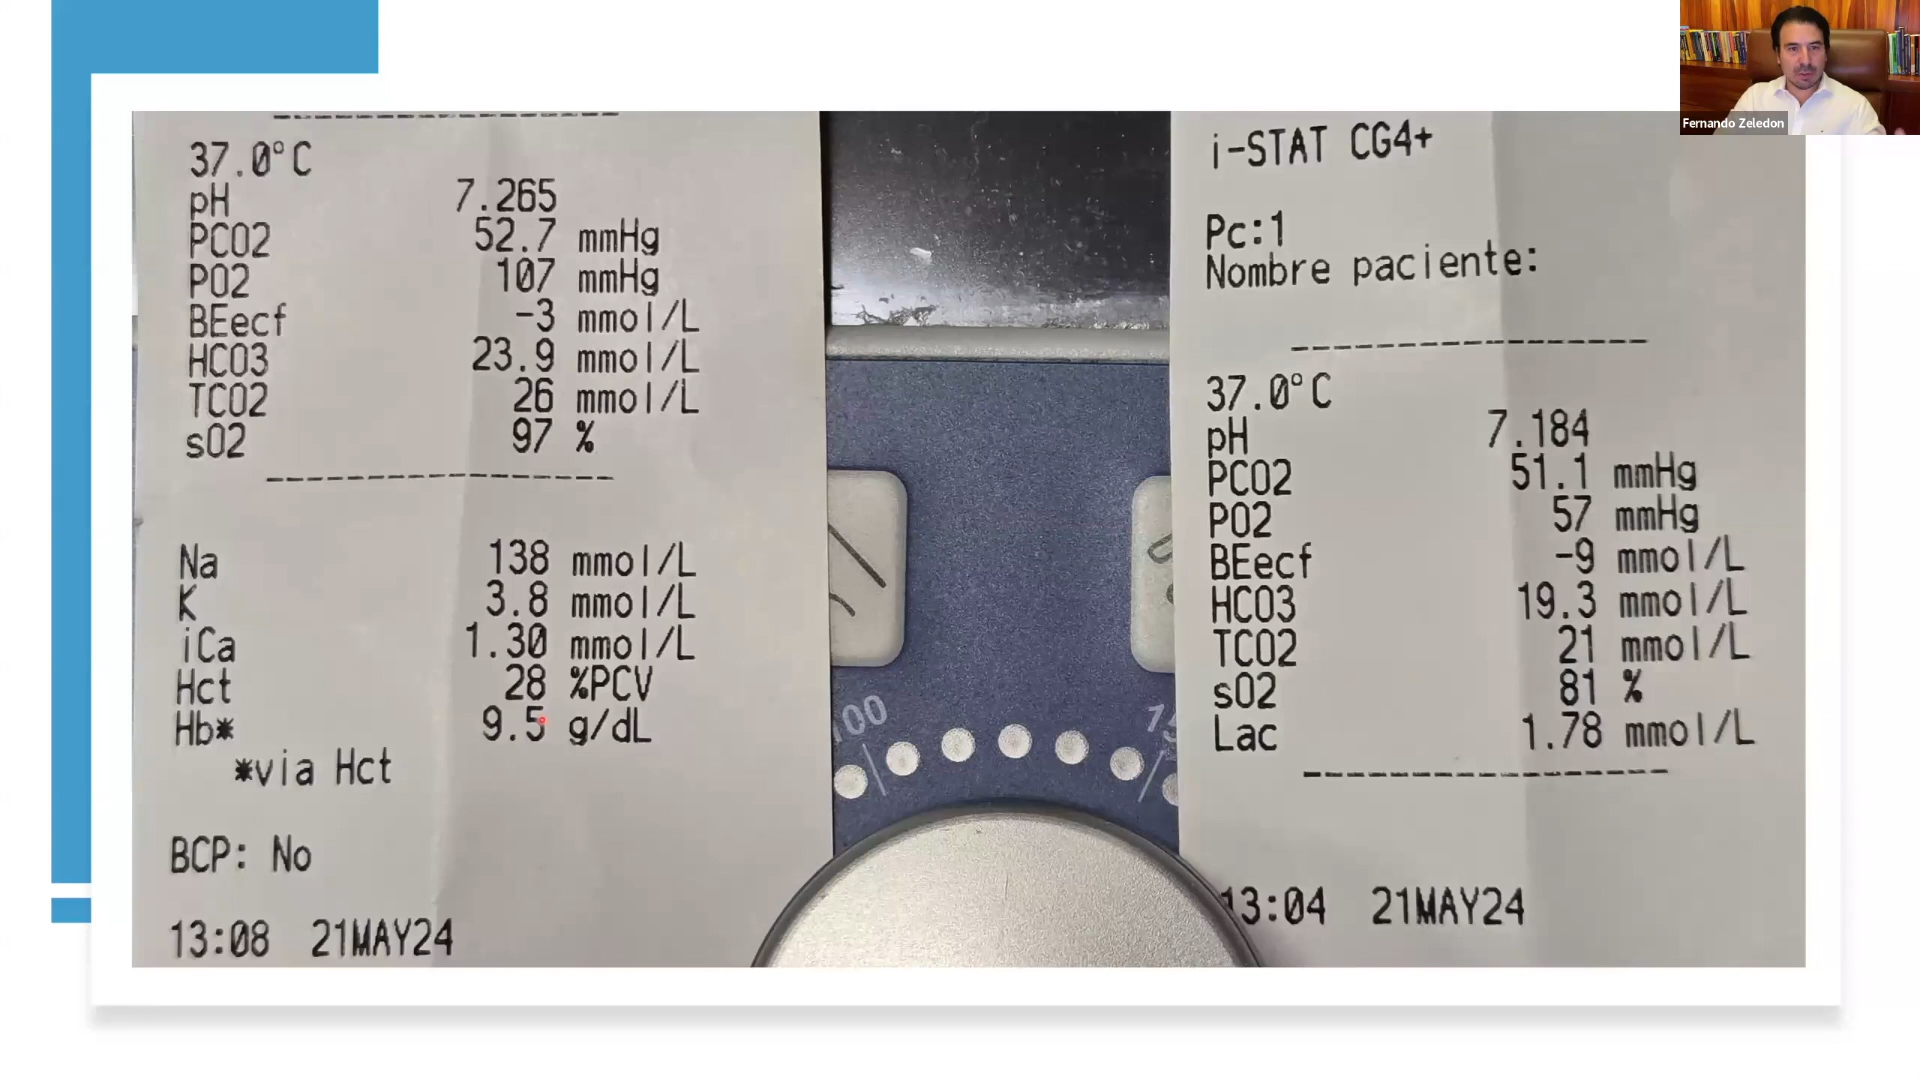 37.0°C
pH 7.265
PCO2 52.7 mmHg
PO2 107 mmHg
BEecf -3 mmol/L
HCO3 23.9 mmol/L
TCO2 26 mmol/L
sO2 97 %
Na 138 mmol/L
K 3.8 mmol/L
iCa 1.30 mmol/L
Hct 28 %PCV
Hb* 9.5 g/dL
*via Hct
BCP: No
13:08 21MAY24
i-STAT CG4+
Pc:1
Nombre paciente:
37.0°C
pH 7.184
PCO2 51.1 mmHg
PO2 57 mmHg
BEecf -9 mmol/L
HCO3 19.3 mmol/L
TCO2 21 mmol/L
sO2 81 %
Lac 1.78 mmol/L
13:04 21MAY24
Fernando Zeledon